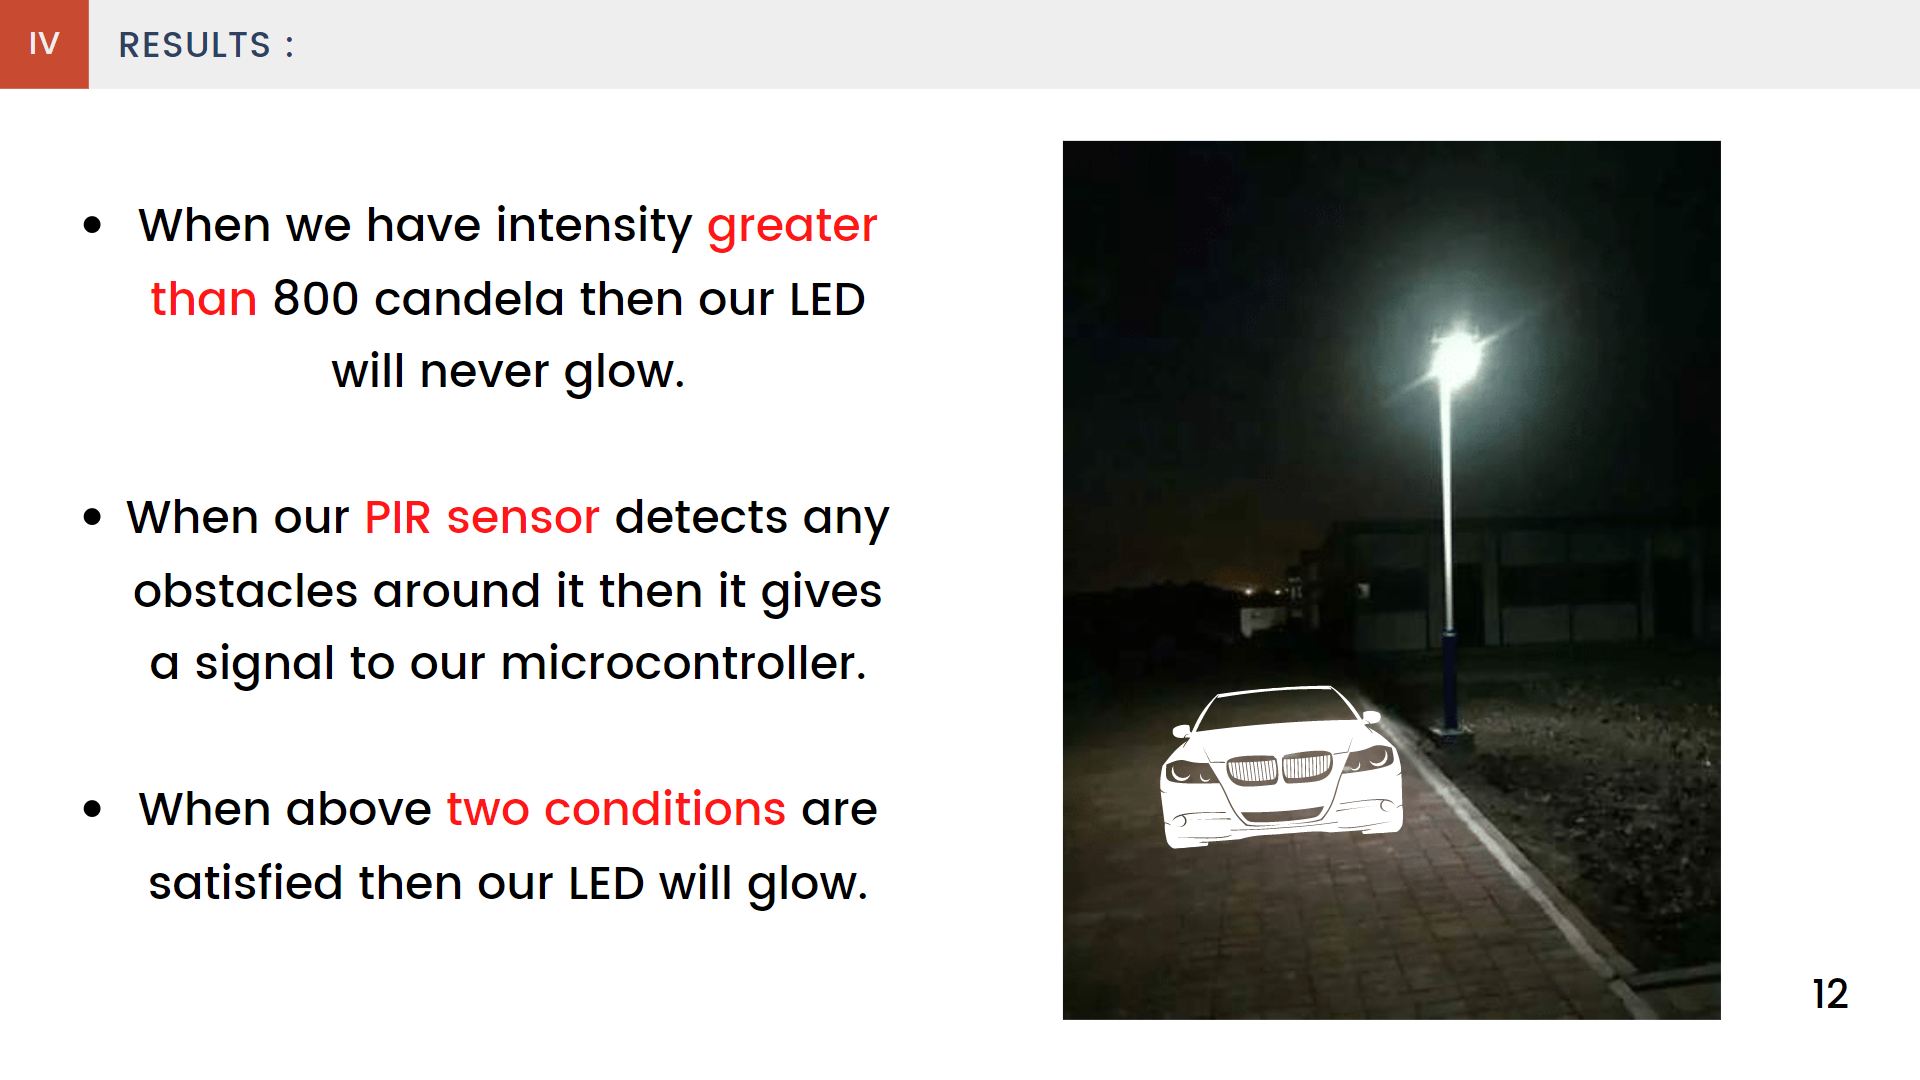 IV
RESULTS :
• When we have intensity greater
than 800 candela then our LED
will never glow.
• When our PIR sensor detects any
obstacles around it then it gives
a signal to our microcontroller.
• When above two conditions are
satisfied then our LED will glow.
12